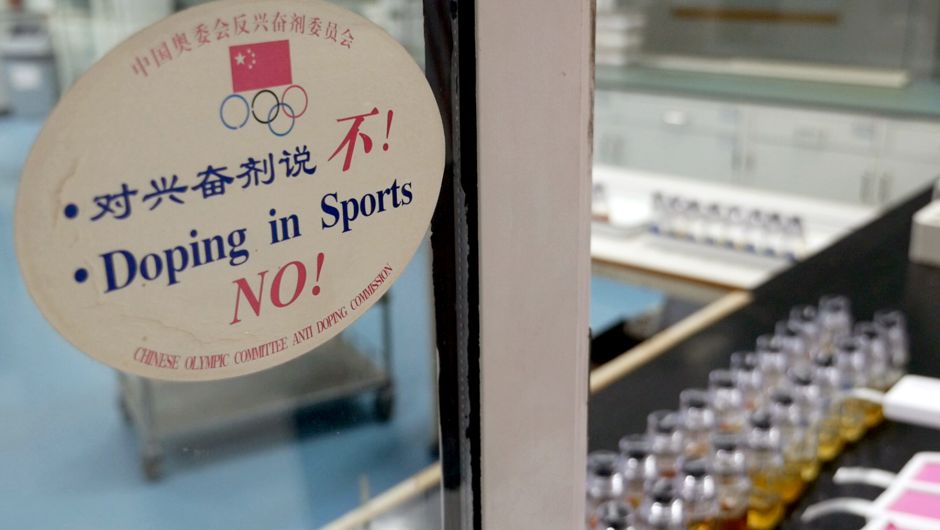 中国奥委会反兴奋剂委员会
• 对兴奋剂说 不!
• Doping in Sports
NO!
CHINESE OLYMPIC COMMITTEE ANTI DOPING COMMISSION